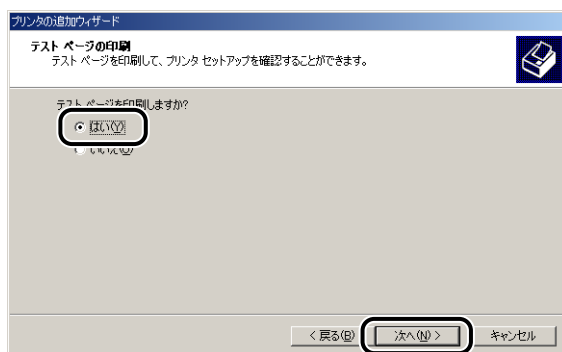 プリンタの追加ウィザード
テスト ページの印刷
テスト ページを印刷して、プリンタ セットアップを確認することができます。
テスト ページを印刷しますか?
はい(Y)
いいえ(O)
< 戻る(B)
次へ(N) >
キャンセル